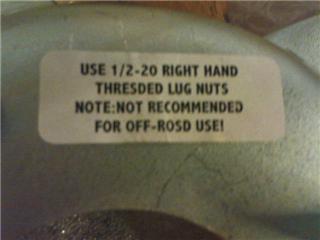 USE 1/2-20 RIGHT HAND
THRESDED LUG NUTS
NOTE:NOT RECOMMENDED
FOR OFF-ROSD USE!